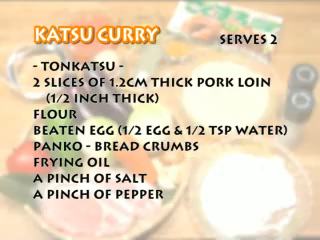 KATSU CURRY
SERVES 2
- TONKATSU -
2 SLICES OF 1.2CM THICK PORK LOIN
(1/2 INCH THICK)
FLOUR
BEATEN EGG (1/2 EGG & 1/2 TSP WATER)
PANKO - BREAD CRUMBS
FRYING OIL
A PINCH OF SALT
A PINCH OF PEPPER